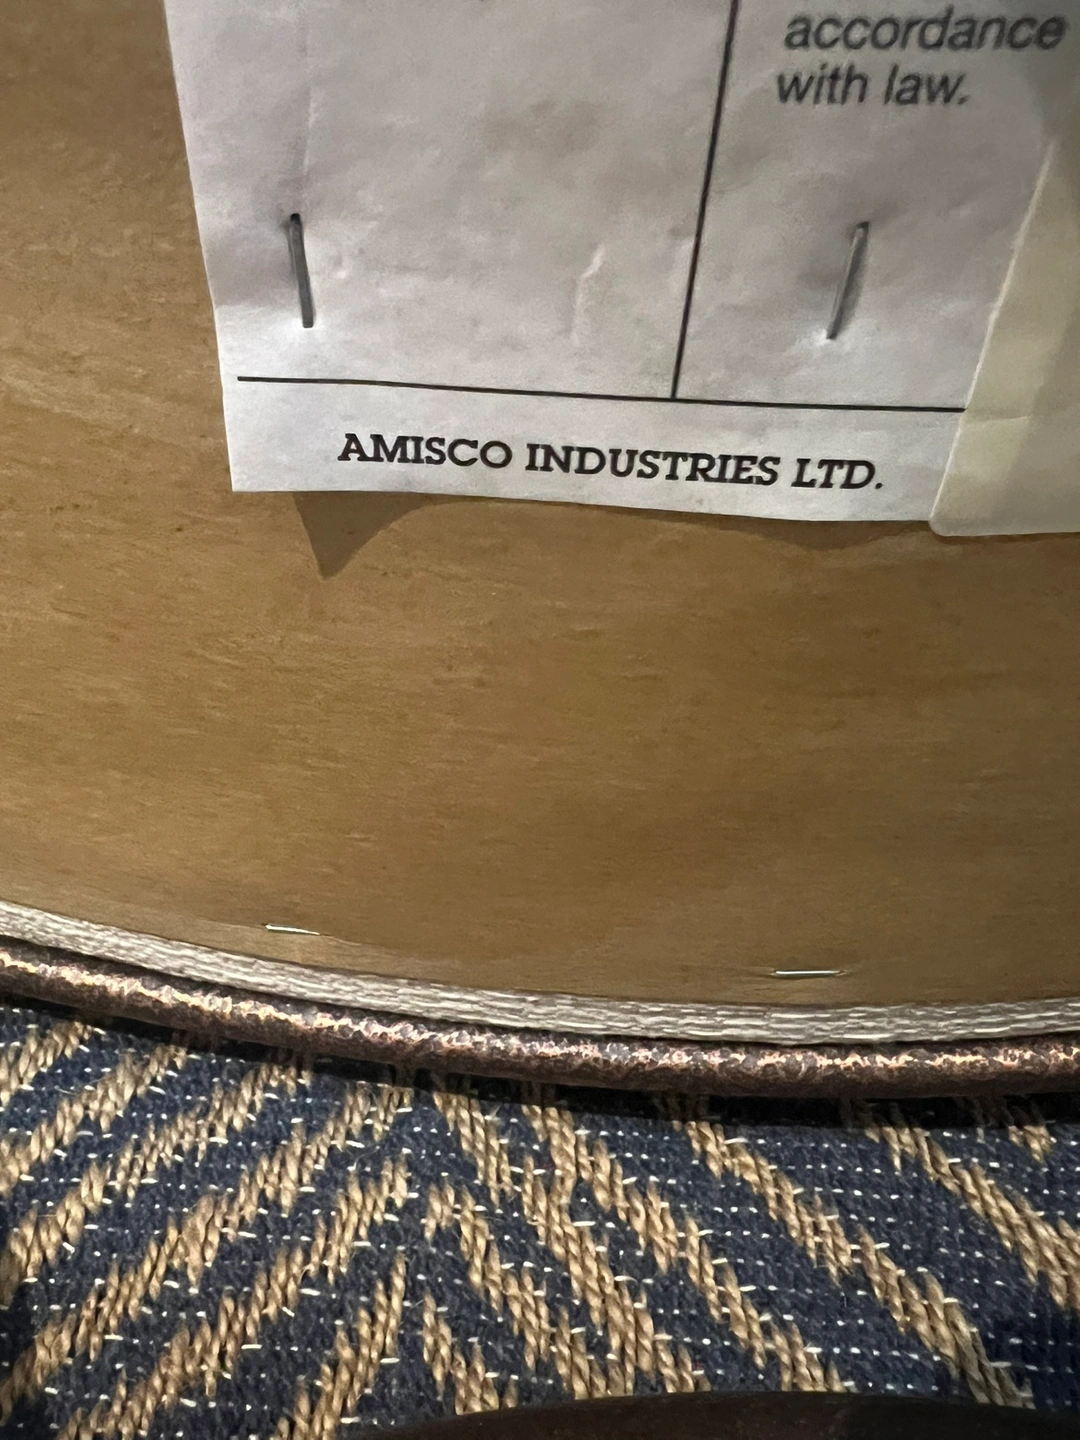 accordance
with law.
AMISCO INDUSTRIES LTD.